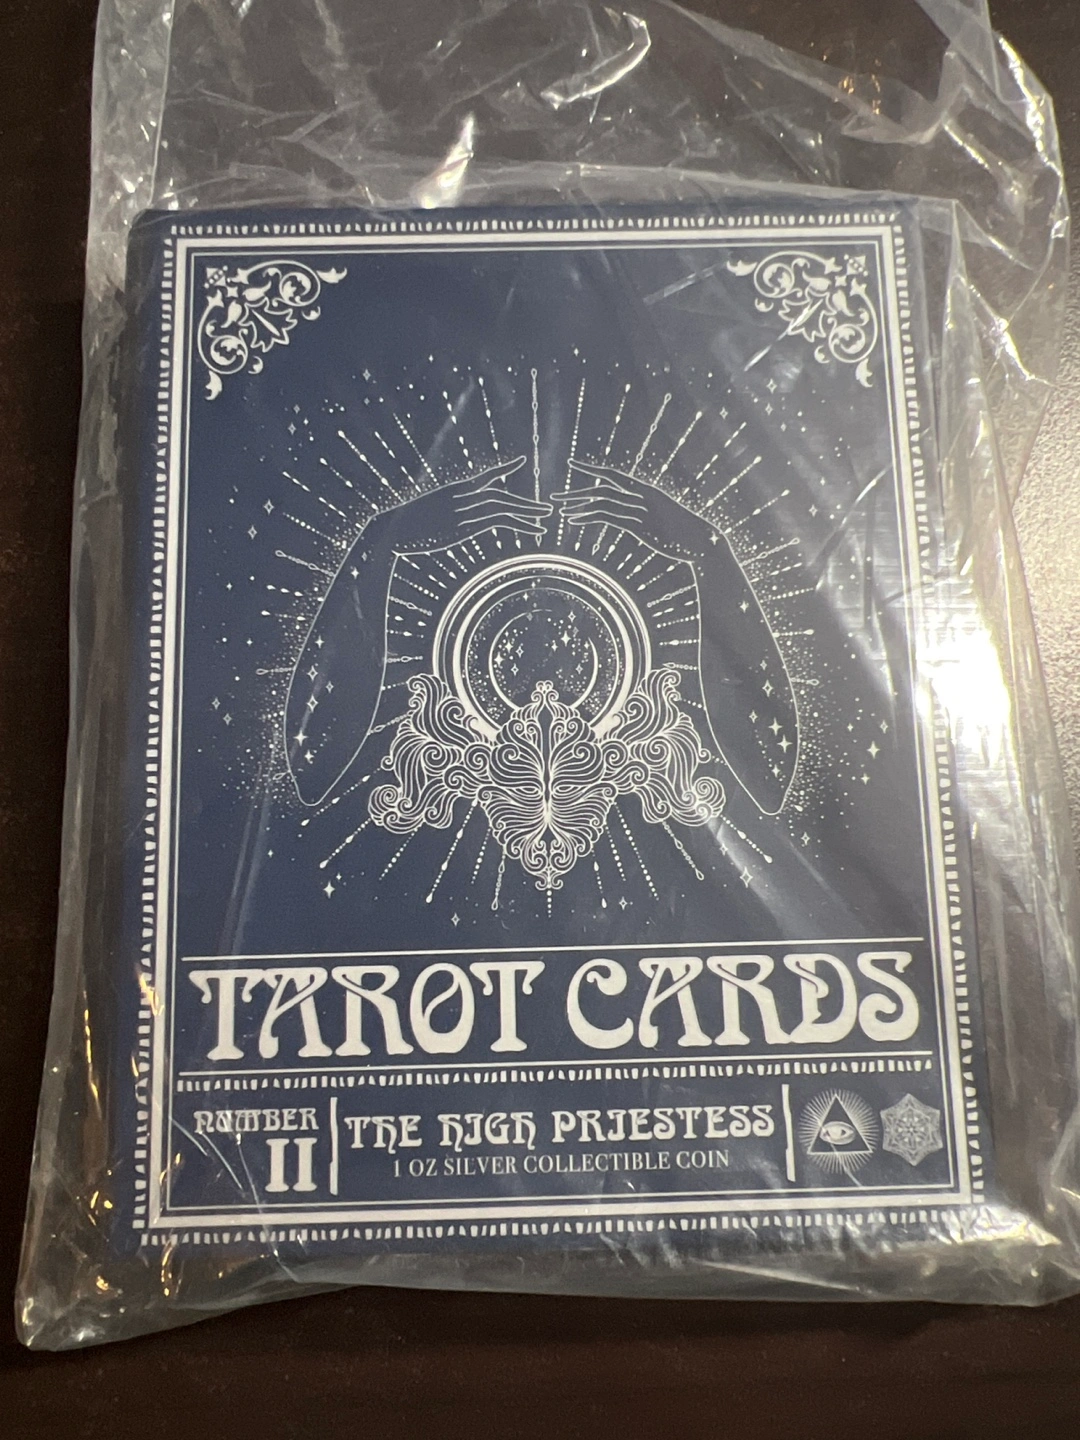 TAROT CARDS
NUMBER
II
THE HIGH PRIESTESS
1 OZ SILVER COLLECTIBLE COIN